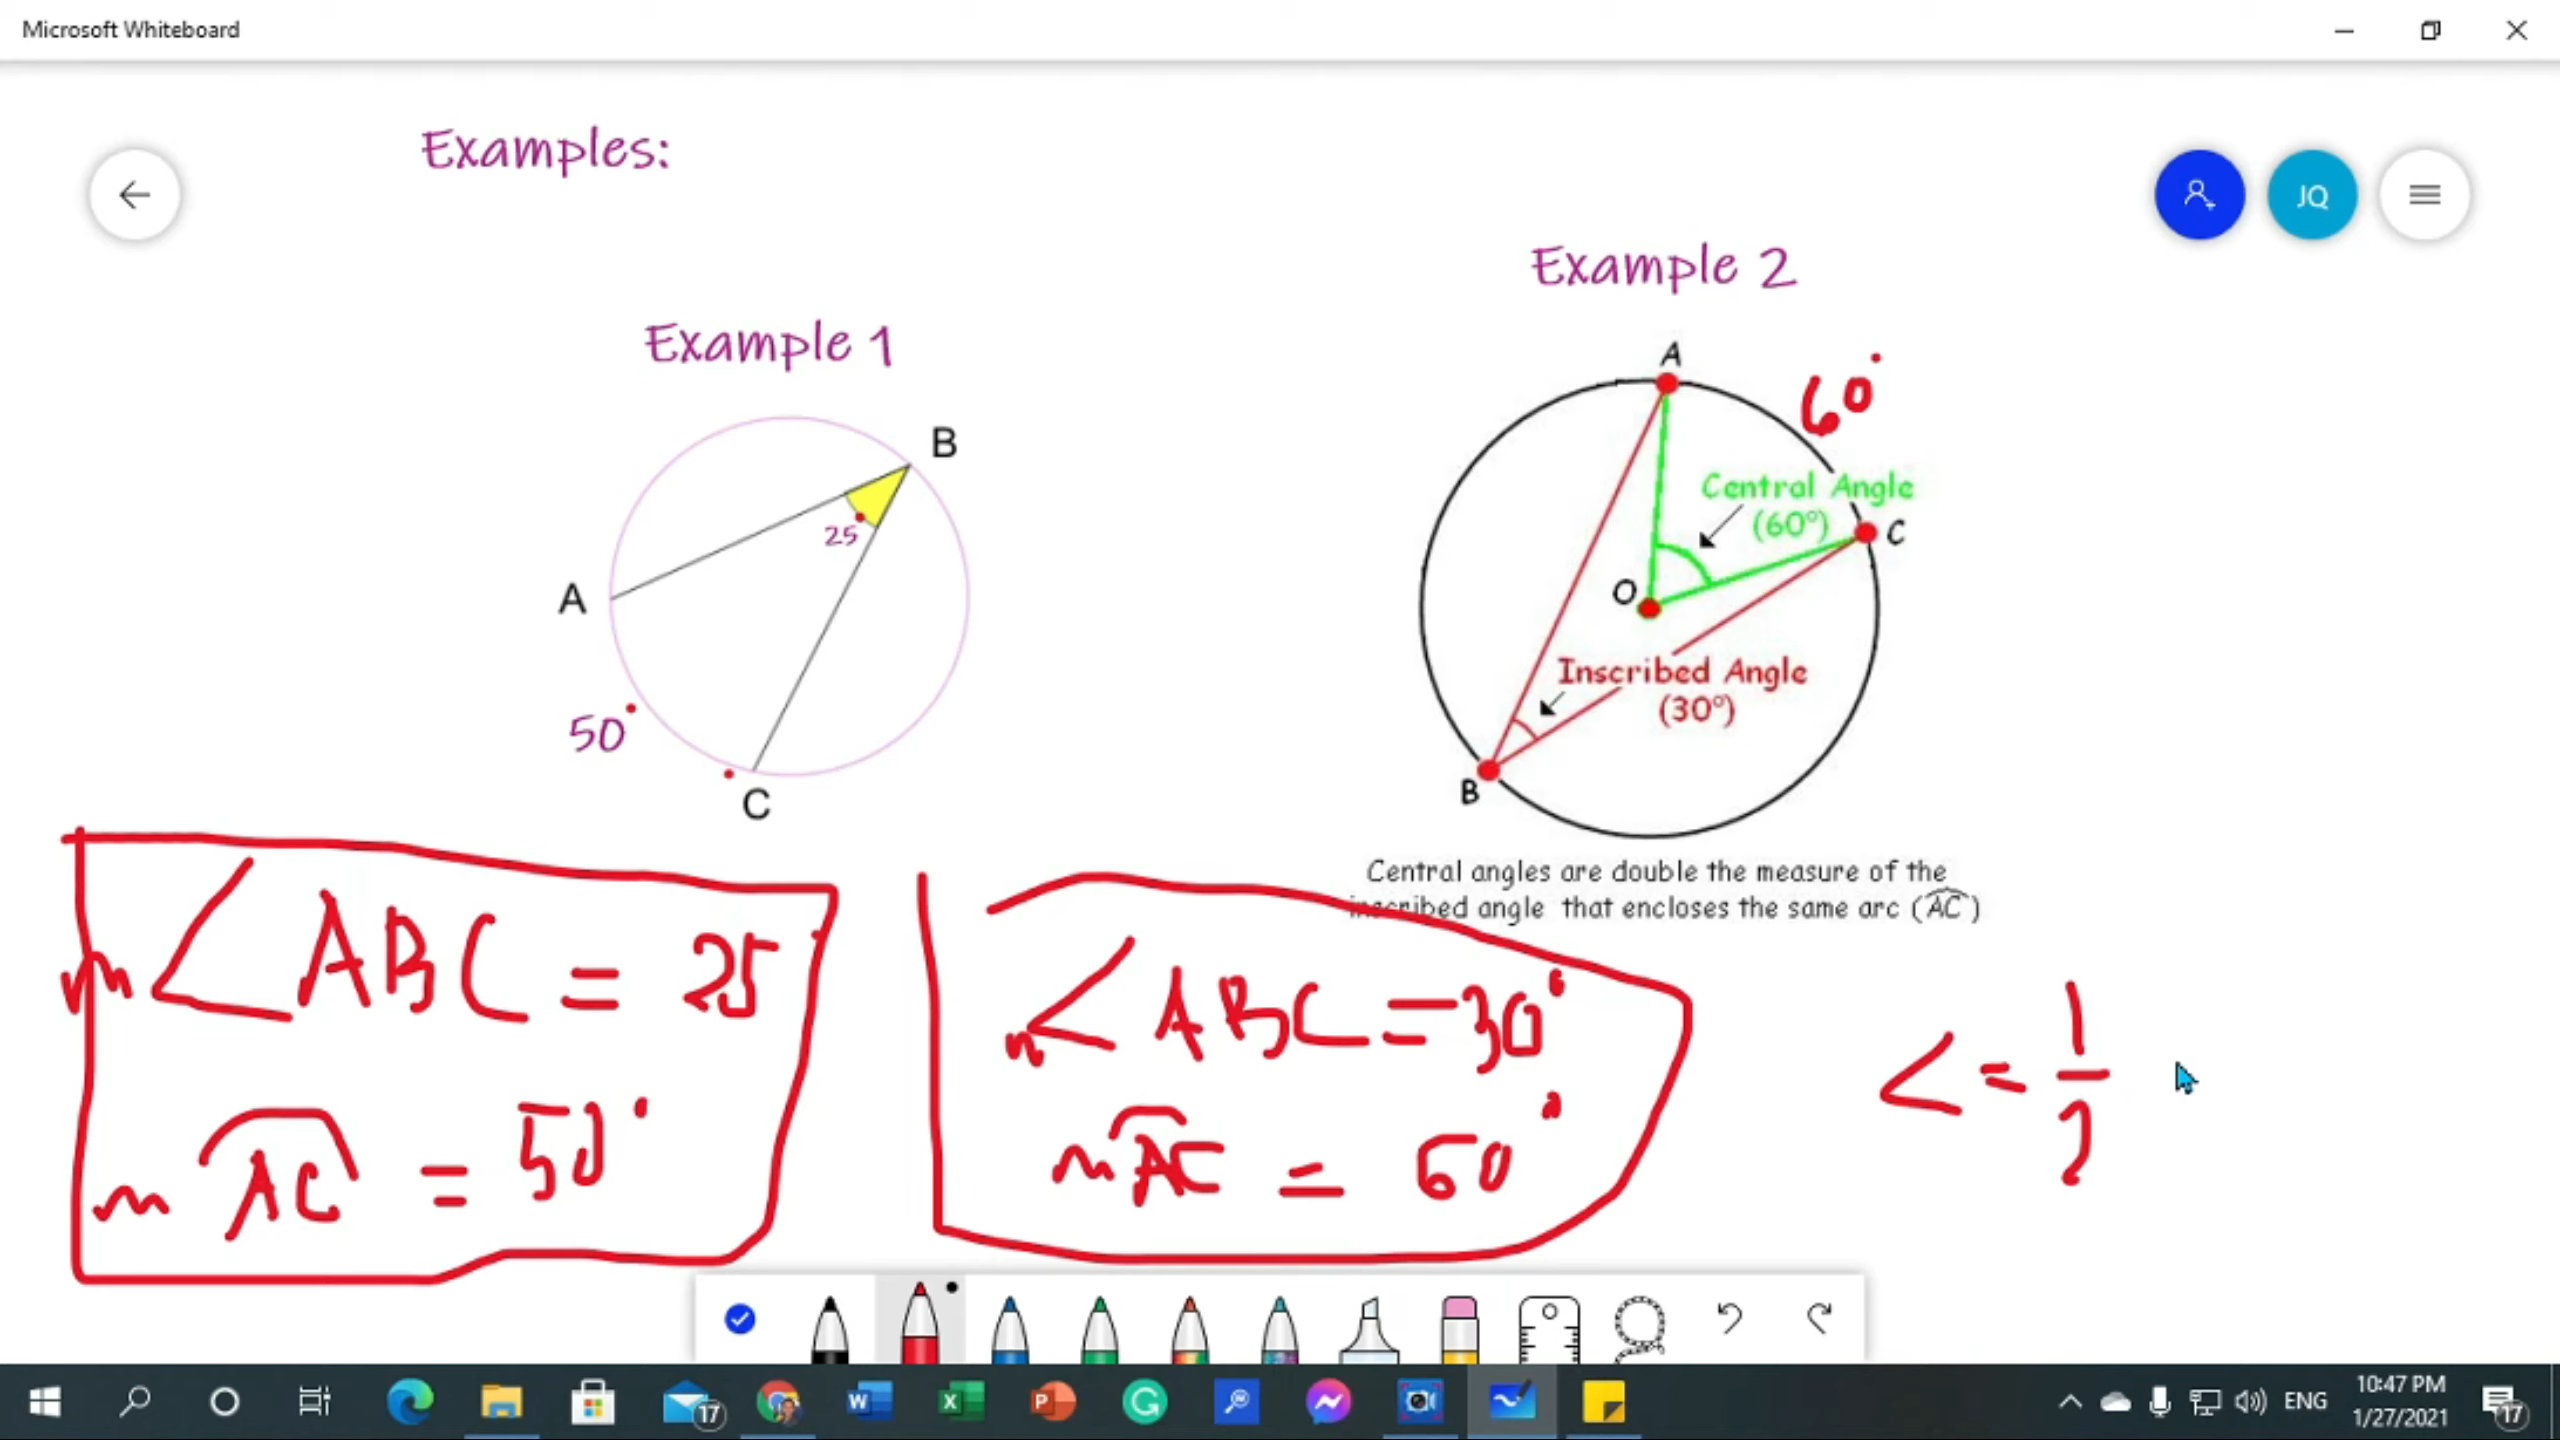 Microsoft Whiteboard
Examples:
JQ
Example 2
Example 1
A
60°
B
Central Angle
(60°)
C
25
A
O
Inscribed Angle
(30°)
50°
B
C
Central angles are double the measure of the
inscribed angle that encloses the same arc (AC)
m∠ABC = 25°
m AC = 50°
m∠ABC = 30°
m AC = 60°
< = 1/2
17
ENG
10:47 PM
1/27/2021
17